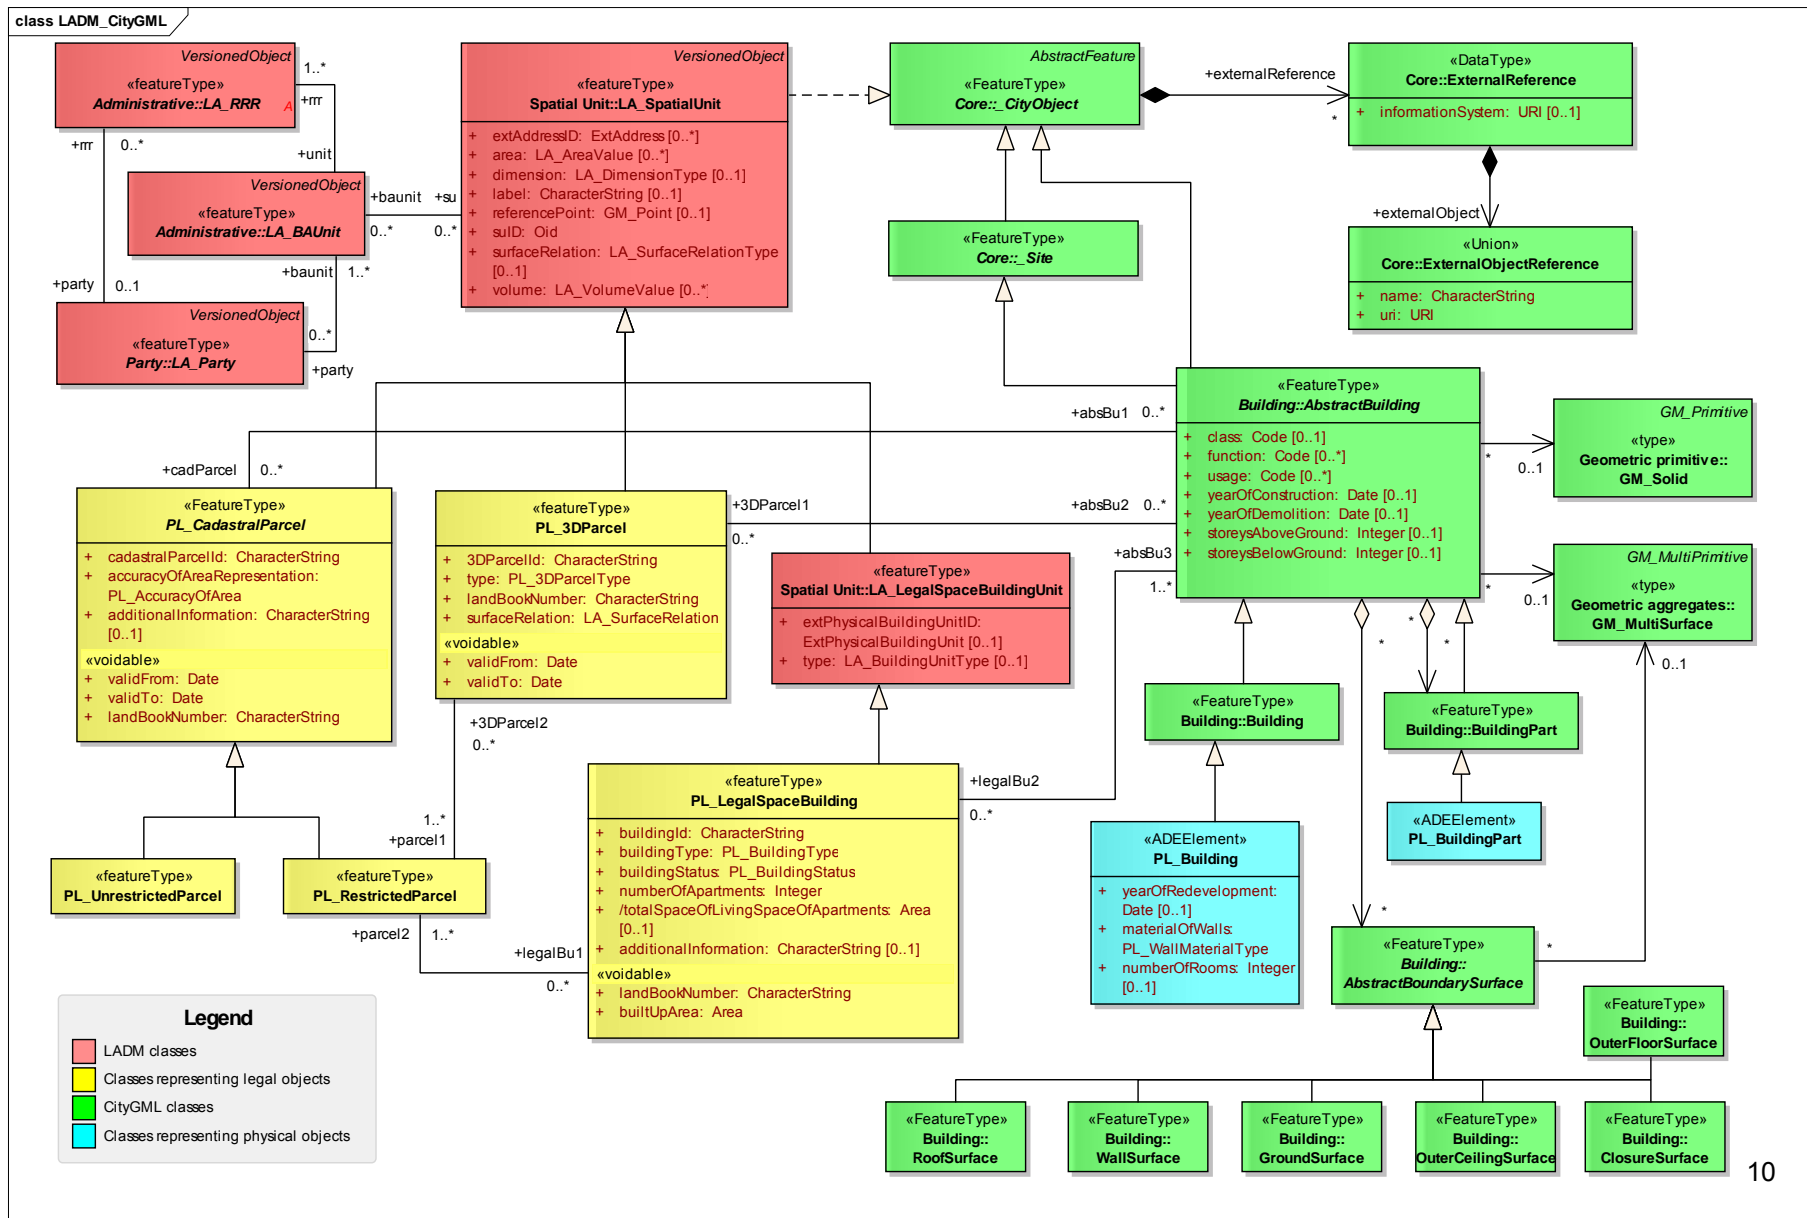 class LADM_CityGML
VersionedObject
«featureType»
Administrative::LA_RRR
A
1..*
+rrr
+rrr
0..*
+unit
VersionedObject
«featureType»
Administrative::LA_BAUnit
+baunit
0..*
+su
0..*
+baunit
1..*
+party
0..1
VersionedObject
«featureType»
Party::LA_Party
0..*
+party
VersionedObject
«featureType»
Spatial Unit::LA_SpatialUnit
+ extAddressID: ExtAddress [0..*]
+ area: LA_AreaValue [0..*]
+ dimension: LA_DimensionType [0..1]
+ label: CharacterString [0..1]
+ referencePoint: GM_Point [0..1]
+ suID: Oid
+ surfaceRelation: LA_SurfaceRelationType
[0..1]
+ volume: LA_VolumeValue [0..*]
AbstractFeature
«FeatureType»
Core::_CityObject
+externalReference
*
«DataType»
Core::ExternalReference
+ informationSystem: URI [0..1]
+externalObject
«Union»
Core::ExternalObjectReference
+ name: CharacterString
+ uri: URI
«FeatureType»
Core::_Site
«FeatureType»
Building::AbstractBuilding
+ class: Code [0..1]
+ function: Code [0..*]
+ usage: Code [0..*]
+ yearOfConstruction: Date [0..1]
+ yearOfDemolition: Date [0..1]
+ storeysAboveGround: Integer [0..1]
+ storeysBelowGround: Integer [0..1]
+absBu1 0..*
+absBu2 0..*
+absBu3
1..*
*
0..1
GM_Primitive
«type»
Geometric primitive::
GM_Solid
*
0..1
GM_MultiPrimitive
«type»
Geometric aggregates::
GM_MultiSurface
0..1
+cadParcel 0..*
«FeatureType»
PL_CadastralParcel
+ cadastralParcelId: CharacterString
+ accuracyOfAreaRepresentation:
PL_AccuracyOfArea
+ additionalInformation: CharacterString
[0..1]
«voidable»
+ validFrom: Date
+ validTo: Date
+ landBookNumber: CharacterString
«featureType»
PL_3DParcel
+ 3DParcelId: CharacterString
+ type: PL_3DParcelType
+ landBookNumber: CharacterString
+ surfaceRelation: LA_SurfaceRelation
«voidable»
+ validFrom: Date
+ validTo: Date
+3DParcel1
0..*
+3DParcel2
0..*
«featureType»
Spatial Unit::LA_LegalSpaceBuildingUnit
+ extPhysicalBuildingUnitID:
ExtPhysicalBuildingUnit [0..1]
+ type: LA_BuildingUnitType [0..1]
*
*
*
«FeatureType»
Building::Building
«FeatureType»
Building::BuildingPart
«featureType»
PL_LegalSpaceBuilding
+ buildingId: CharacterString
+ buildingType: PL_BuildingType
+ buildingStatus: PL_BuildingStatus
+ numberOfApartments: Integer
+ /totalSpaceOfLivingSpaceOfApartments: Area
[0..1]
+ additionalInformation: CharacterString [0..1]
«voidable»
+ landBookNumber: CharacterString
+ builtUpArea: Area
+legalBu2
0..*
1..*
+parcel1
«featureType»
PL_UnrestrictedParcel
«featureType»
PL_RestrictedParcel
+parcel2 1..*
+legalBu1
0..*
«ADEElement»
PL_Building
+ yearOfRedevelopment:
Date [0..1]
+ materialOfWalls:
PL_WallMaterialType
+ numberOfRooms: Integer
[0..1]
«ADEElement»
PL_BuildingPart
*
«FeatureType»
Building::
AbstractBoundarySurface
*
«FeatureType»
Building::
OuterFloorSurface
«FeatureType»
Building::
RoofSurface
«FeatureType»
Building::
WallSurface
«FeatureType»
Building::
GroundSurface
«FeatureType»
Building::
OuterCeilingSurface
«FeatureType»
Building::
ClosureSurface
Legend
LADM classes
Classes representing legal objects
CityGML classes
Classes representing physical objects
10